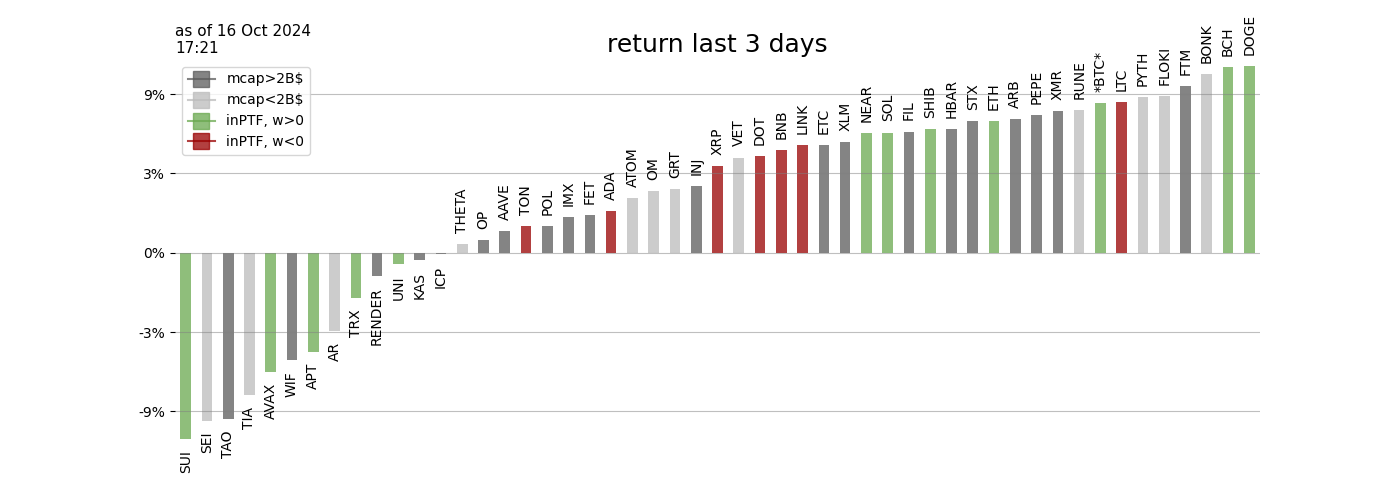 as of 16 Oct 2024
17:21
return last 3 days
mcap>2B$
mcap<2B$
inPTF, w>0
inPTF, w<0
9%
3%
0%
-3%
-9%
SUI
SEI
TAO
TIA
AVAX
WIF
APT
AR
TRX
RENDER
UNI
KAS
ICP
THETA
OP
AAVE
TON
POL
IMX
FET
ADA
ATOM
OM
GRT
INJ
XRP
VET
DOT
BNB
LINK
ETC
XLM
NEAR
SOL
FIL
SHIB
HBAR
STX
ETH
ARB
PEPE
XMR
RUNE
*BTC*
LTC
PYTH
FLOKI
FTM
BONK
BCH
DOGE